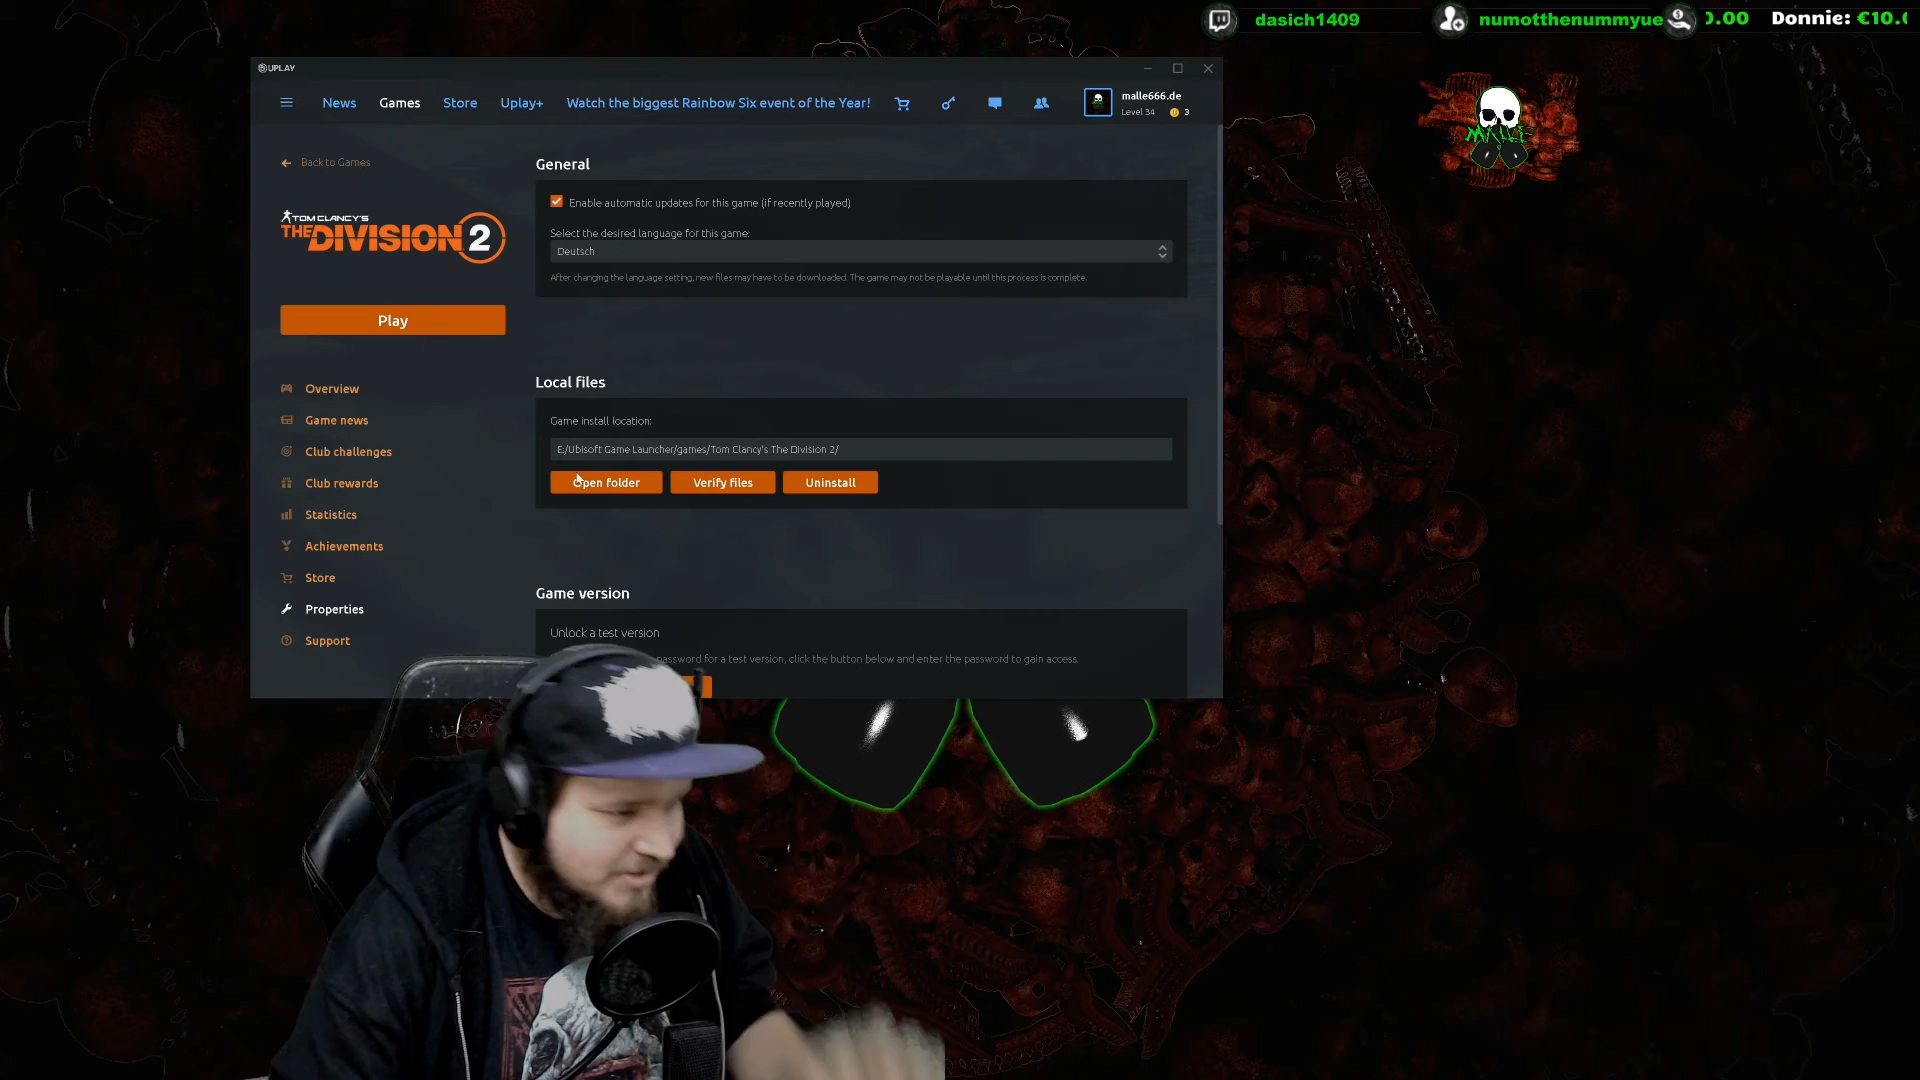 dasich1409
numotthenummyue
0.00
Donnie: €10.
MALLE
UPLAY
News
Games
Store
Uplay+
Watch the biggest Rainbow Six event of the Year!
malle666.de
Level 34
3
Back to Games
TOM CLANCY'S
THE DIVISION 2
Play
Overview
Game news
Club challenges
Club rewards
Statistics
Achievements
Store
Properties
Support
General
Enable automatic updates for this game (if recently played)
Select the desired language for this game:
Deutsch
After changing the language setting, new files may have to be downloaded. The game may not be playable until this process is complete.
Local files
Game install location:
E:/Ubisoft Game Launcher/games/Tom Clancy's The Division 2/
Open folder
Verify files
Uninstall
Game version
Unlock a test version
password for a test version, click the button below and enter the password to gain access.